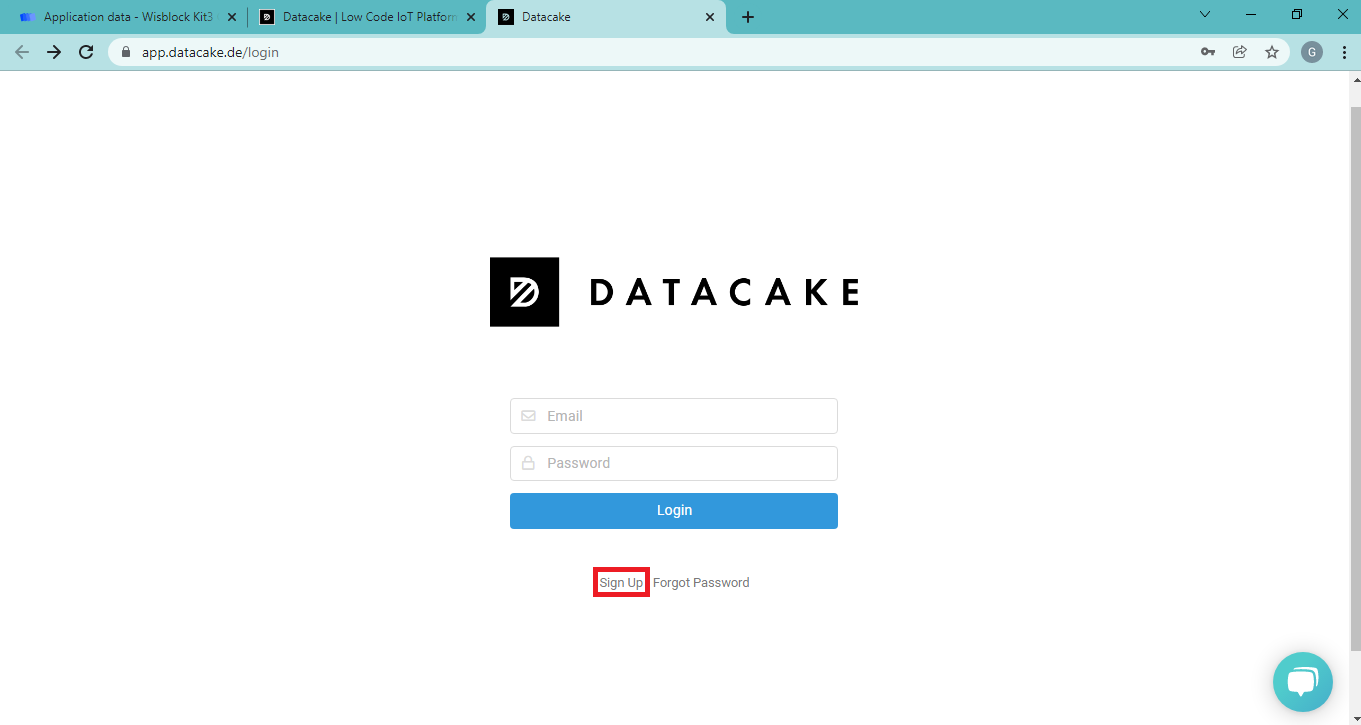 Application data - Wisblock Kit3
Datacake | Low Code IoT Platform
Datacake
app.datacake.de/login
G
DATACAKE
Email
Password
Login
Sign Up Forgot Password